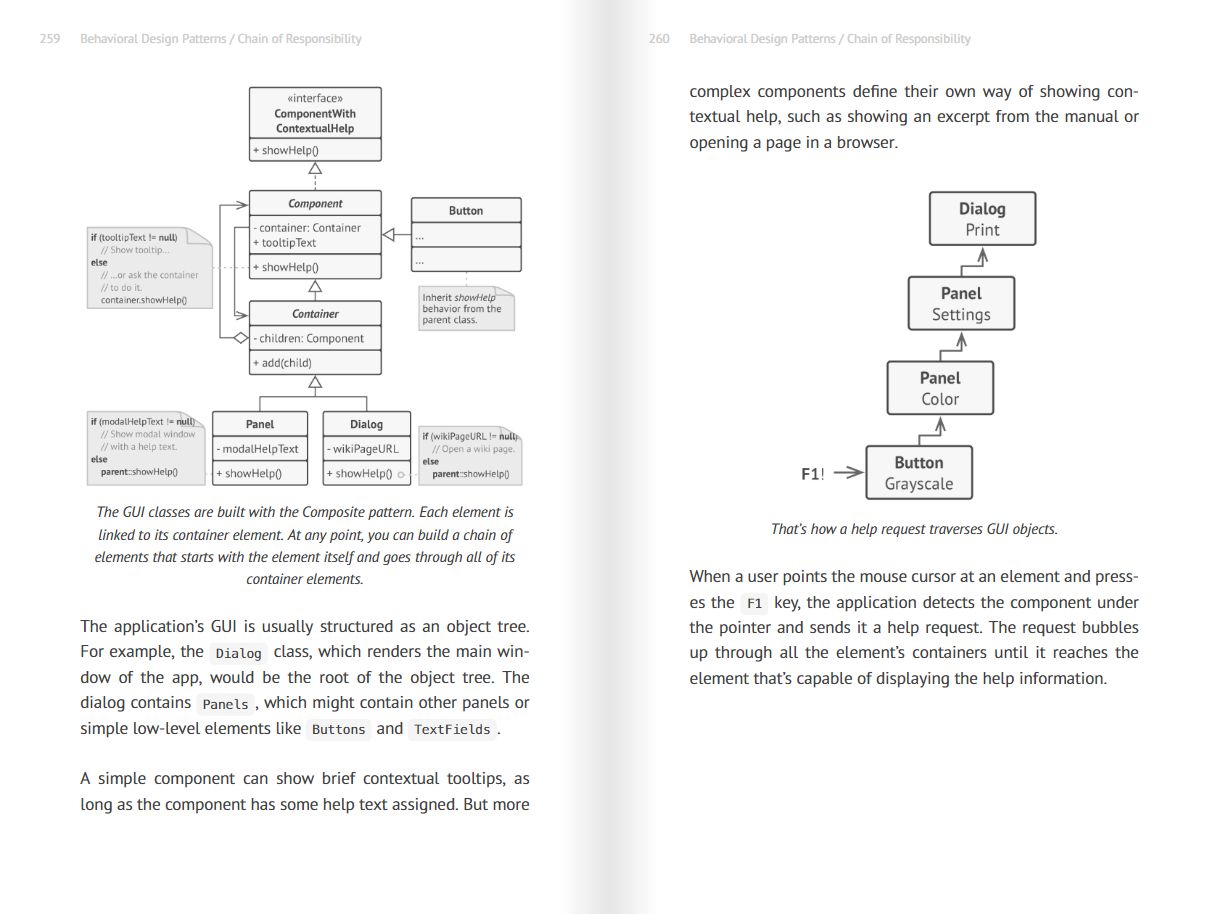 259 Behavioral Design Patterns / Chain of Responsibility
«interface»
ComponentWith
ContextualHelp
+ showHelp()
Component
- container: Container
+ tooltipText
+ showHelp()
Button
...
...
if (tooltipText != null)
// Show tooltip...
else
// ...or ask the container
// to do it.
container.showHelp()
Inherit showHelp
behavior from the
parent class.
Container
- children: Component
+ add(child)
if (modalHelpText != null)
// Show modal window
// with a help text.
else
parent::showHelp()
Panel
- modalHelpText
+ showHelp()
Dialog
- wikiPageURL
+ showHelp()
if (wikiPageURL != null)
// Open a wiki page.
else
parent::showHelp()
The GUI classes are built with the Composite pattern. Each element is
linked to its container element. At any point, you can build a chain of
elements that starts with the element itself and goes through all of its
container elements.
The application’s GUI is usually structured as an object tree.
For example, the Dialog class, which renders the main win-
dow of the app, would be the root of the object tree. The
dialog contains Panels , which might contain other panels or
simple low-level elements like Buttons and TextFields .
A simple component can show brief contextual tooltips, as
long as the component has some help text assigned. But more
260 Behavioral Design Patterns / Chain of Responsibility
complex components define their own way of showing con-
textual help, such as showing an excerpt from the manual or
opening a page in a browser.
Dialog
Print
Panel
Settings
Panel
Color
F1!
Button
Grayscale
That’s how a help request traverses GUI objects.
When a user points the mouse cursor at an element and press-
es the F1 key, the application detects the component under
the pointer and sends it a help request. The request bubbles
up through all the element’s containers until it reaches the
element that’s capable of displaying the help information.